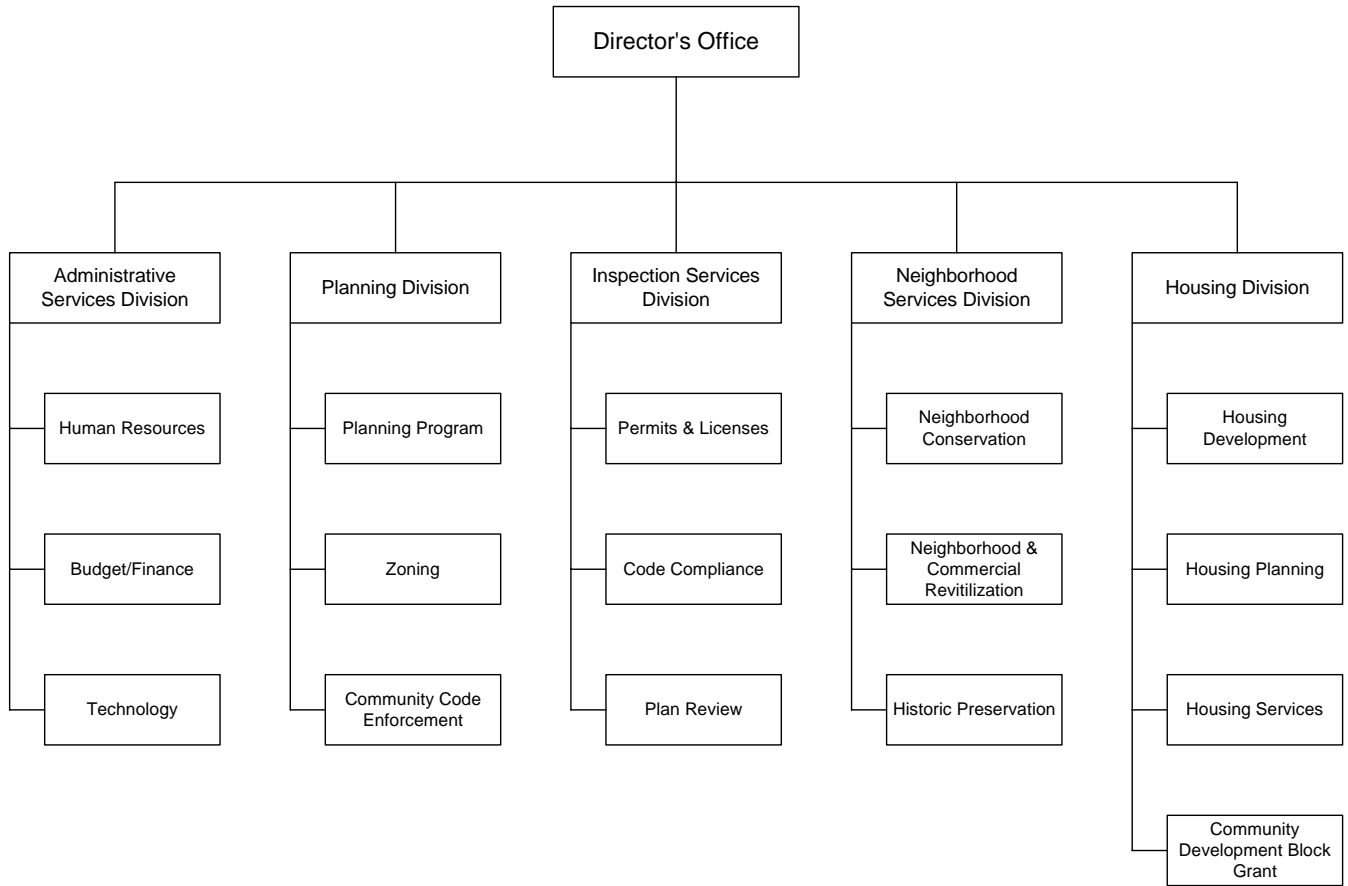 Director's Office
Administrative
Services Division
Planning Division
Inspection Services
Division
Neighborhood
Services Division
Housing Division
Human Resources
Planning Program
Permits & Licenses
Neighborhood
Conservation
Housing
Development
Budget/Finance
Zoning
Code Compliance
Neighborhood &
Commercial
Revitilization
Housing Planning
Technology
Community Code
Enforcement
Plan Review
Historic Preservation
Housing Services
Community
Development Block
Grant